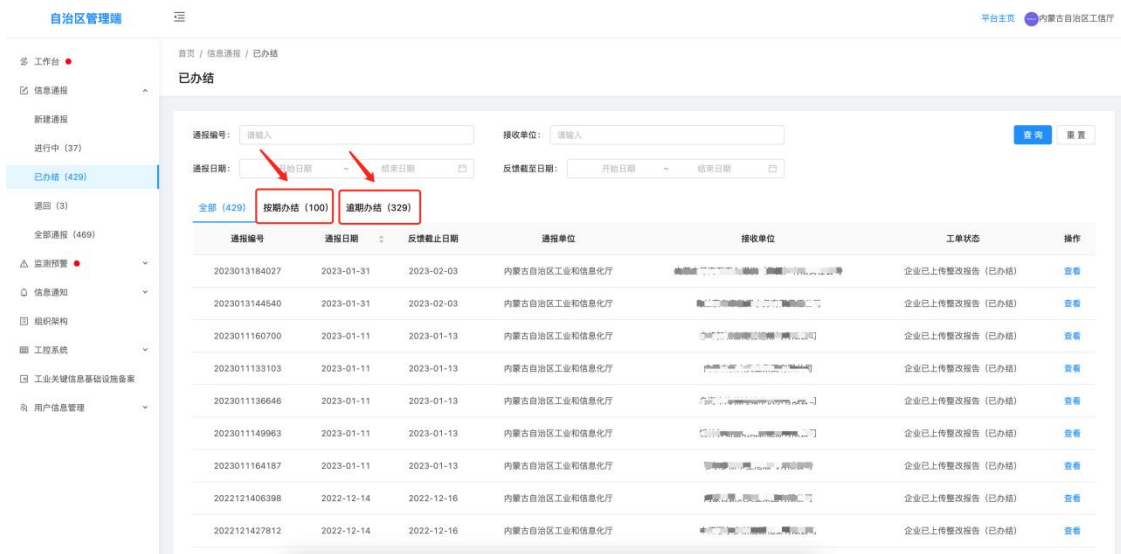 自治区管理端
平台主页 内蒙古自治区工信厅
工作台
信息通报
新建通报
进行中（37）
已办结（429）
退回（3）
全部通报（469）
监测预警
信息通知
组织架构
工控系统
工业关键信息基础设施备案
用户信息管理
首页 / 信息通报 / 已办结
已办结
通报编号： 请输入 接收单位： 请输入 查询 重置
通报日期： 开始日期 ~ 结束日期 反馈截至日期： 开始日期 ~ 结束日期
全部（429） 按期办结（100） 逾期办结（329）
通报编号 通报日期 反馈截止日期 通报单位 接收单位 工单状态 操作
2023013184027 2023-01-31 2023-02-03 内蒙古自治区工业和信息化厅 企业已上传整改报告（已办结） 查看
2023013144540 2023-01-31 2023-02-03 内蒙古自治区工业和信息化厅 企业已上传整改报告（已办结） 查看
2023011160700 2023-01-11 2023-01-13 内蒙古自治区工业和信息化厅 企业已上传整改报告（已办结） 查看
2023011133103 2023-01-11 2023-01-13 内蒙古自治区工业和信息化厅 企业已上传整改报告（已办结） 查看
2023011136646 2023-01-11 2023-01-13 内蒙古自治区工业和信息化厅 企业已上传整改报告（已办结） 查看
2023011149963 2023-01-11 2023-01-13 内蒙古自治区工业和信息化厅 企业已上传整改报告（已办结） 查看
2023011164187 2023-01-11 2023-01-13 内蒙古自治区工业和信息化厅 企业已上传整改报告（已办结） 查看
2022121406398 2022-12-14 2022-12-16 内蒙古自治区工业和信息化厅 企业已上传整改报告（已办结） 查看
2022121427812 2022-12-14 2022-12-16 内蒙古自治区工业和信息化厅 企业已上传整改报告（已办结） 查看